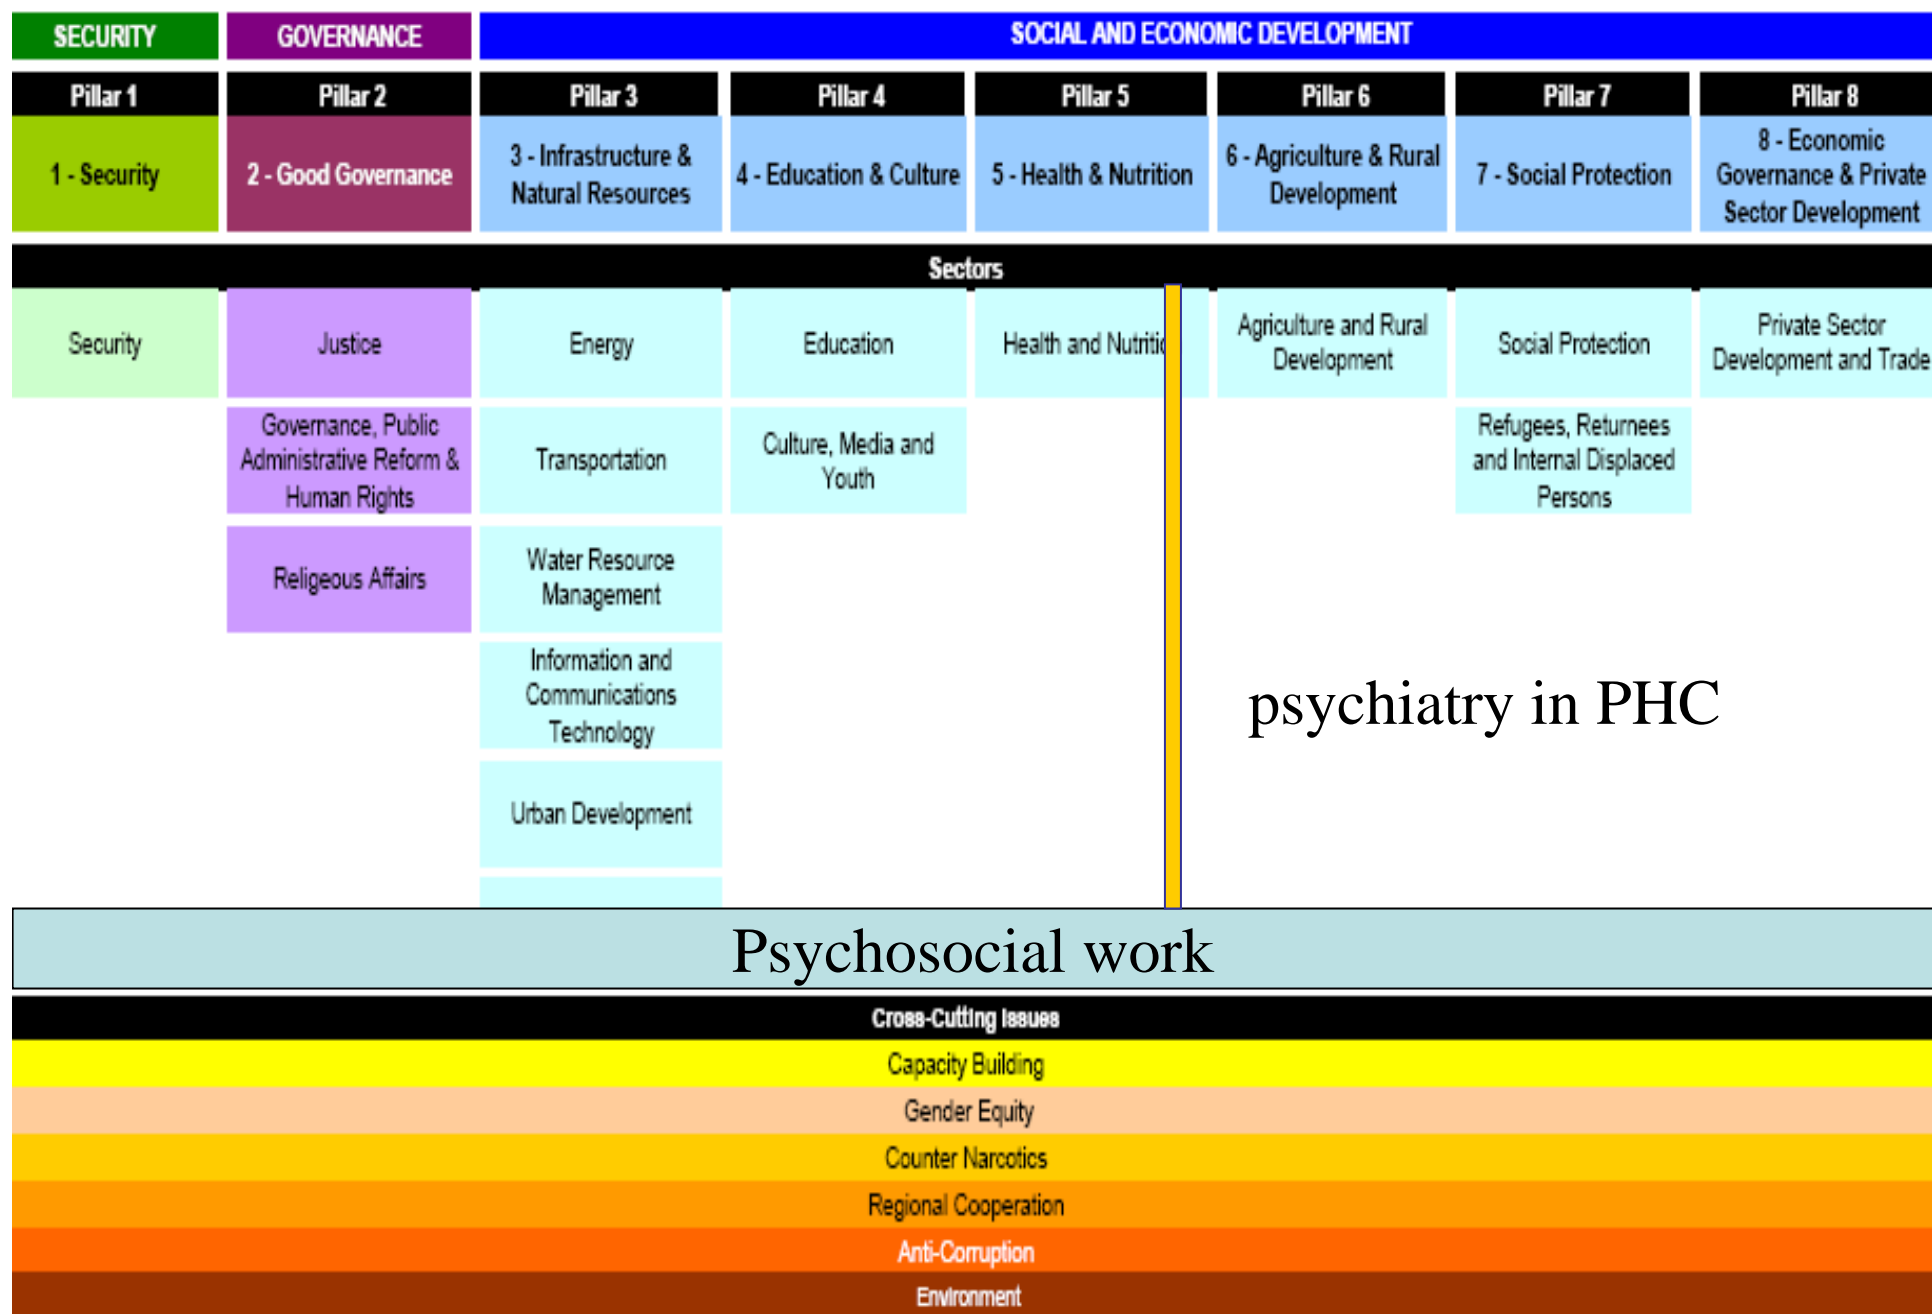 SECURITY
GOVERNANCE
SOCIAL AND ECONOMIC DEVELOPMENT
Pillar 1
Pillar 2
Pillar 3
Pillar 4
Pillar 5
Pillar 6
Pillar 7
Pillar 8
1 - Security
2 - Good Governance
3 - Infrastructure &
Natural Resources
4 - Education & Culture
5 - Health & Nutrition
6 - Agriculture & Rural
Development
7 - Social Protection
8 - Economic
Governance & Private
Sector Development
Sectors
Security
Justice
Energy
Education
Health and Nutritio
Agriculture and Rural
Development
Social Protection
Private Sector
Development and Trade
Governance, Public
Administrative Reform &
Human Rights
Transportation
Culture, Media and
Youth
Refugees, Returnees
and Internal Displaced
Persons
Religeous Affairs
Water Resource
Management
Information and
Communications
Technology
psychiatry in PHC
Urban Development
Psychosocial work
Cross-Cutting Issues
Capacity Building
Gender Equity
Counter Narcotics
Regional Cooperation
Anti-Corruption
Environment